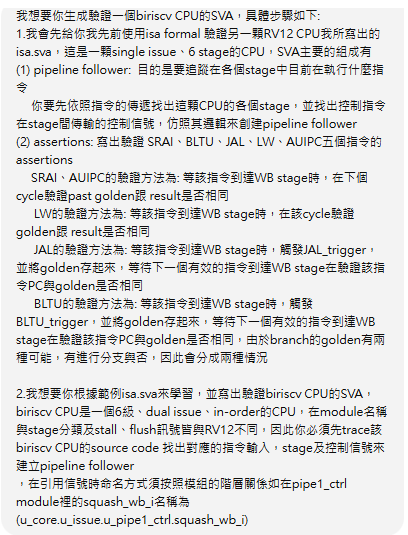 我想要你生成驗證一個biriscv CPU的SVA，具體步驟如下:
1.我會先給你我先前使用isa formal 驗證另一顆RV12 CPU我所寫出的
isa.sva，這是一顆single issue、6 stage的CPU，SVA主要的組成有
(1) pipeline follower:  目的是要追蹤在各個stage中目前在執行什麼指
令
你要先依照指令的傳遞找出這顆CPU的各個stage，並找出控制指令
在stage間傳輸的控制信號，仿照其邏輯來創建pipeline follower
(2) assertions: 寫出驗證 SRAI、BLTU、JAL、LW、AUIPC五個指令的
assertions
SRAI、AUIPC的驗證方法為: 等該指令到達WB stage時，在下個
cycle驗證past golden跟 result是否相同
LW的驗證方法為: 等該指令到達WB stage時，在該cycle驗證
golden跟 result是否相同
JAL的驗證方法為: 等該指令到達WB stage時，觸發JAL_trigger，
並將golden存起來，等待下一個有效的指令到達WB stage在驗證該指
令PC與golden是否相同
BLTU的驗證方法為: 等該指令到達WB stage時，觸發
BLTU_trigger，並將golden存起來，等待下一個有效的指令到達WB
stage在驗證該指令PC與golden是否相同，由於branch的golden有兩
種可能，有進行分支與否，因此會分成兩種情況

2.我想要你根據範例isa.sva來學習，並寫出驗證biriscv CPU的SVA，
biriscv CPU是一個6級、dual issue、in-order的CPU，在module名稱
與stage分類及stall、flush訊號皆與RV12不同，因此你必須先trace該
biriscv CPU的source code 找出對應的指令輸入，stage及控制信號來
建立pipeline follower
，在引用信號時命名方式須按照模組的階層關係如在pipe1_ctrl
module裡的squash_wb_i名稱為
(u_core.u_issue.u_pipe1_ctrl.squash_wb_i)